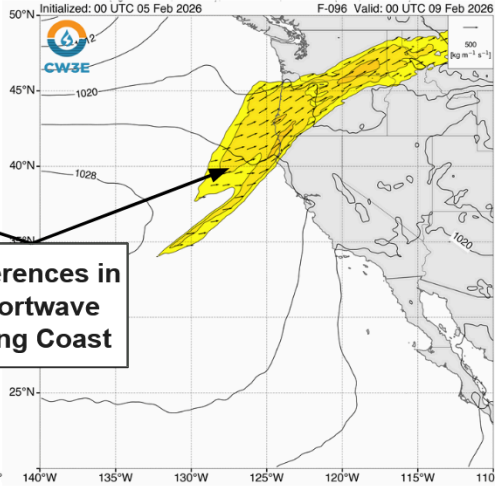 Initialized: 00 UTC 05 Feb 2026 F-096 Valid: 00 UTC 09 Feb 2026
50°N
CW3E
500
[kg m⁻¹ s⁻¹]
45°N
1020
40°N
1028
erences in
ortwave
ng Coast
1020
25°N
140°W 135°W 130°W 125°W 120°W 115°W 110